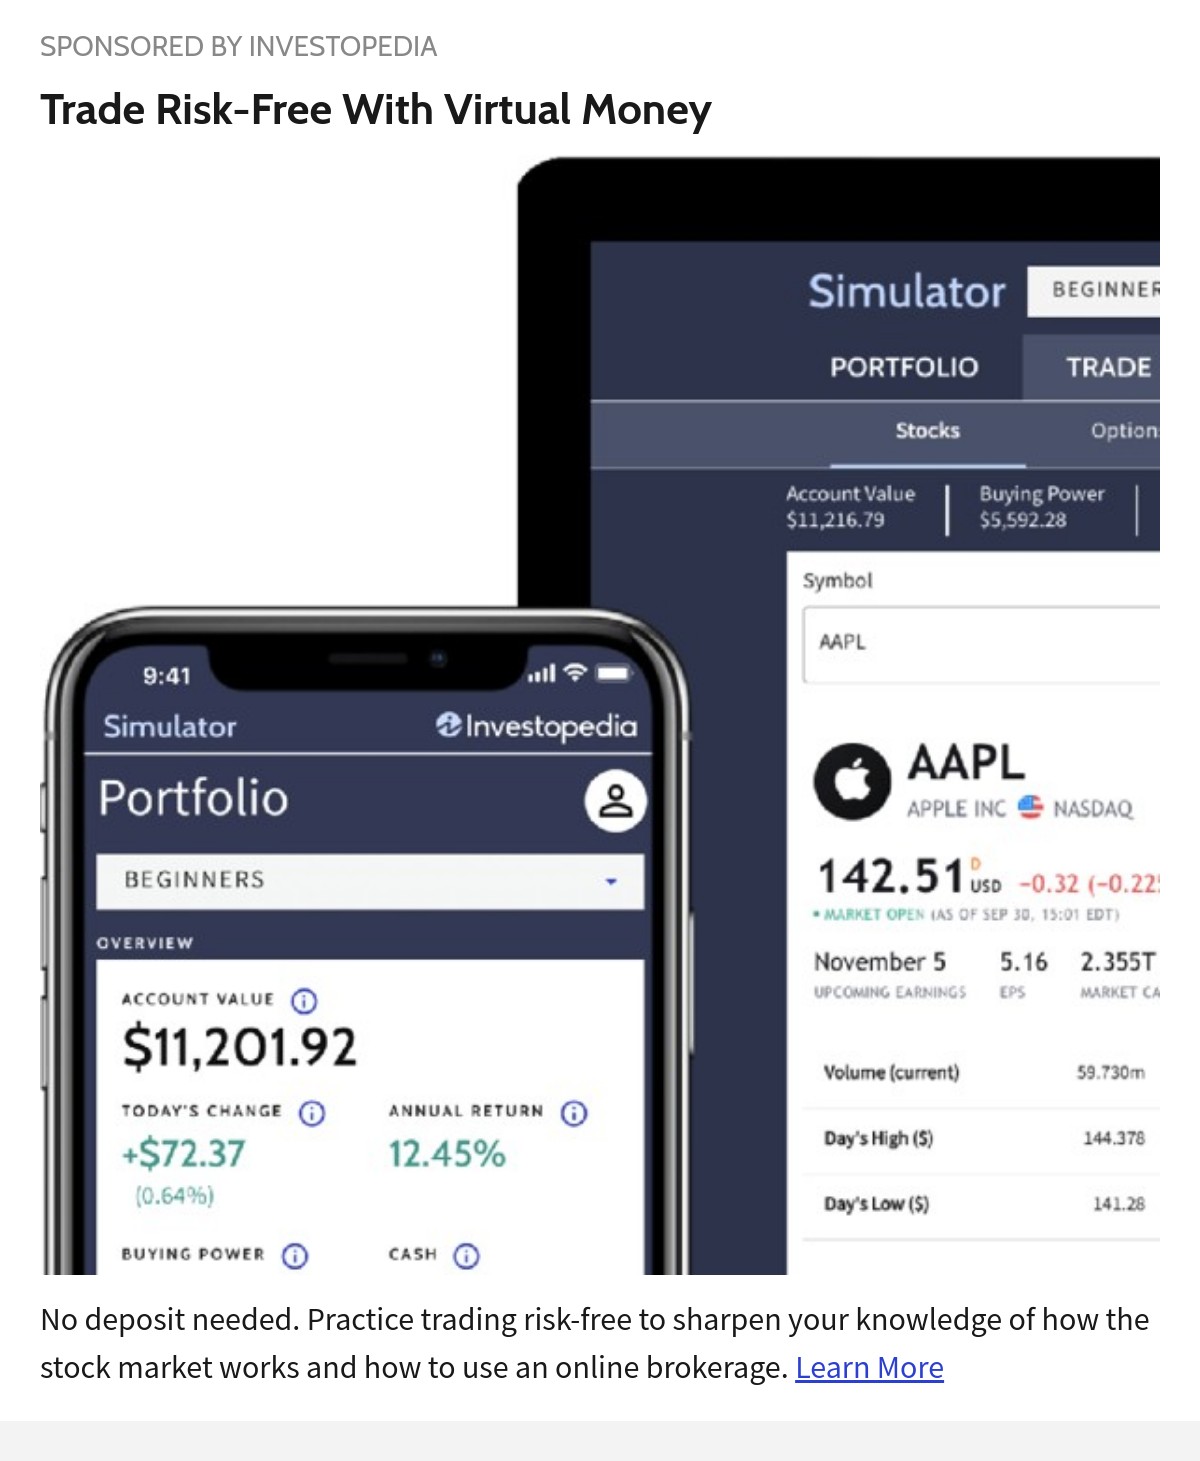 SPONSORED BY INVESTOPEDIA
Trade Risk-Free With Virtual Money
Simulator
BEGINNER
PORTFOLIO
TRADE
Stocks
Option
Account Value
$11,216.79
Buying Power
$5,592.28
Symbol
AAPL
AAPL
APPLE INC NASDAQ
142.51 D USD −0.32 (−0.22
• MARKET OPEN (AS OF SEP 30, 15:01 EDT)
November 5 5.16 2.355T
UPCOMING EARNINGS EPS MARKET CA
Volume (current) 59.730m
Day's High ($) 144.378
Day's Low ($) 141.28
9:41
Simulator Investopedia
Portfolio
BEGINNERS
OVERVIEW
ACCOUNT VALUE
$11,201.92
TODAY'S CHANGE ANNUAL RETURN
+$72.37 12.45%
(0.64%)
BUYING POWER CASH
No deposit needed. Practice trading risk-free to sharpen your knowledge of how the
stock market works and how to use an online brokerage. Learn More